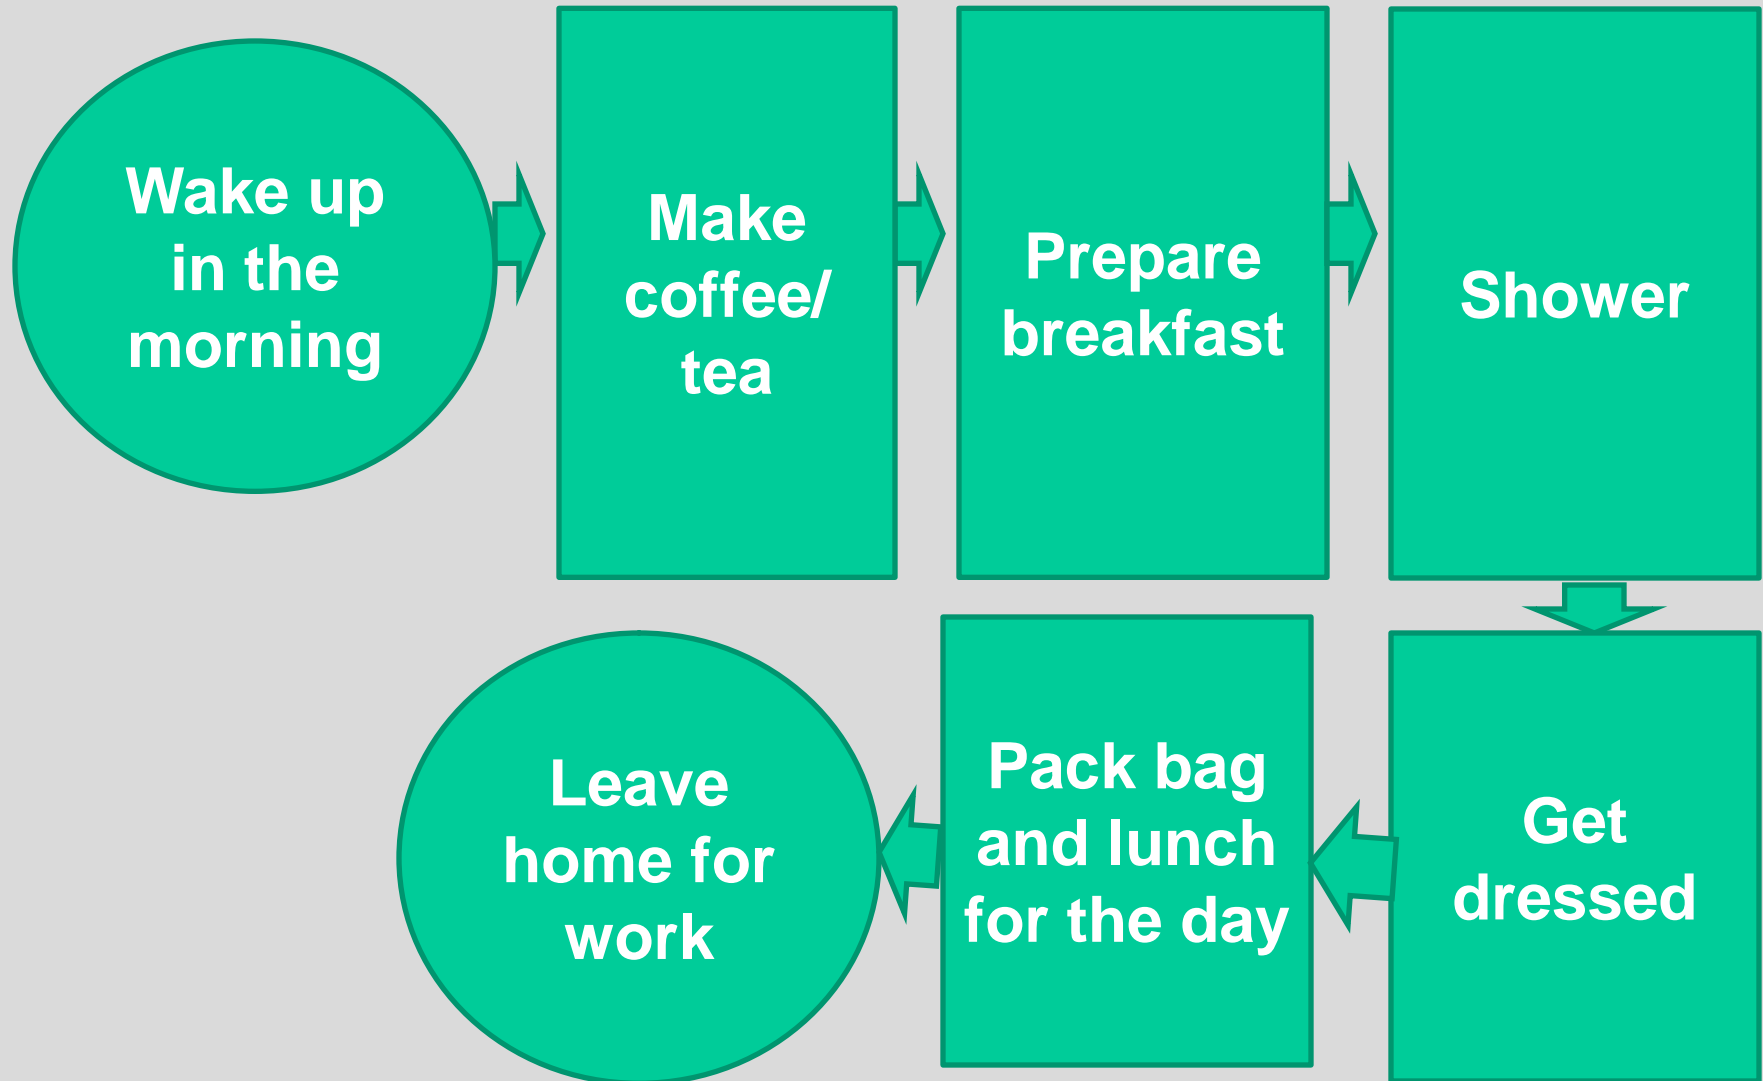 Wake up
in the
morning
Make
coffee/
tea
Prepare
breakfast
Shower
Get
dressed
Pack bag
and lunch
for the day
Leave
home for
work